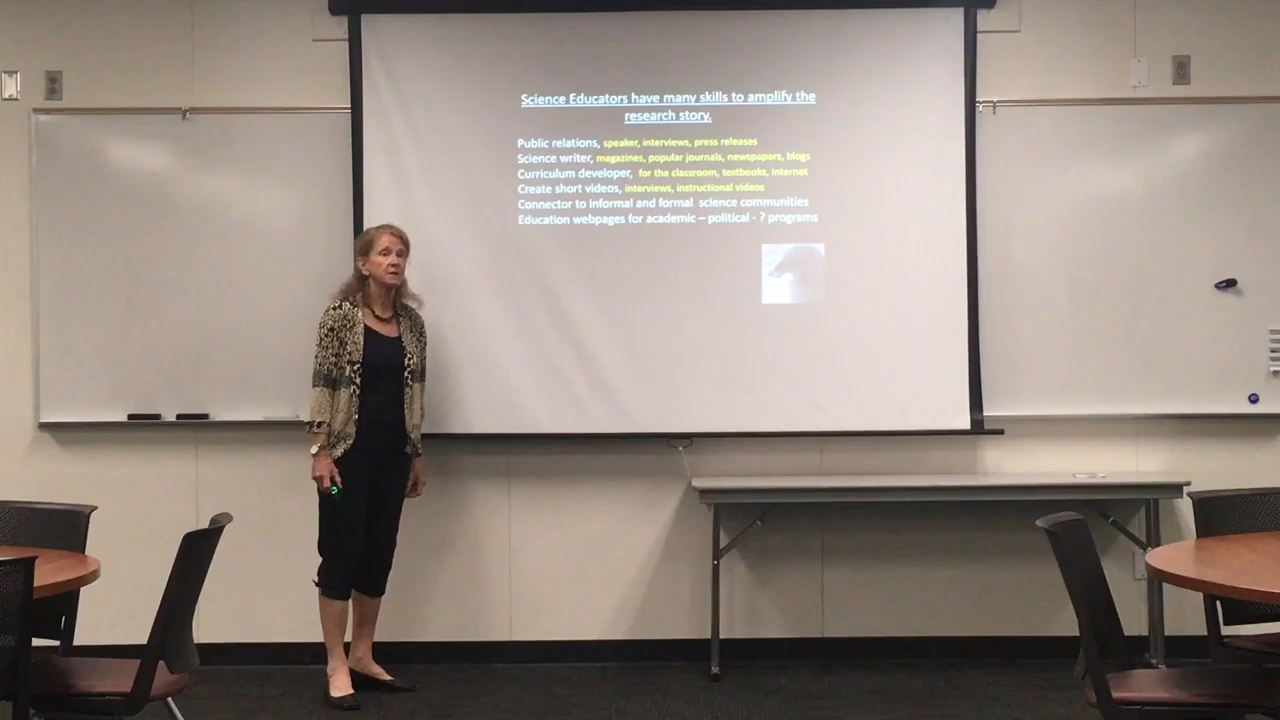 Science Educators have many skills to amplify the
research story.
Public relations, speaker, interviews, press releases
Science writer, magazines, popular journals, newspapers, blogs
Curriculum developer, for the classroom, textbooks, internet
Create short videos, interviews, instructional videos
Connector to informal and formal science communities
Education webpages for academic – political - ? programs